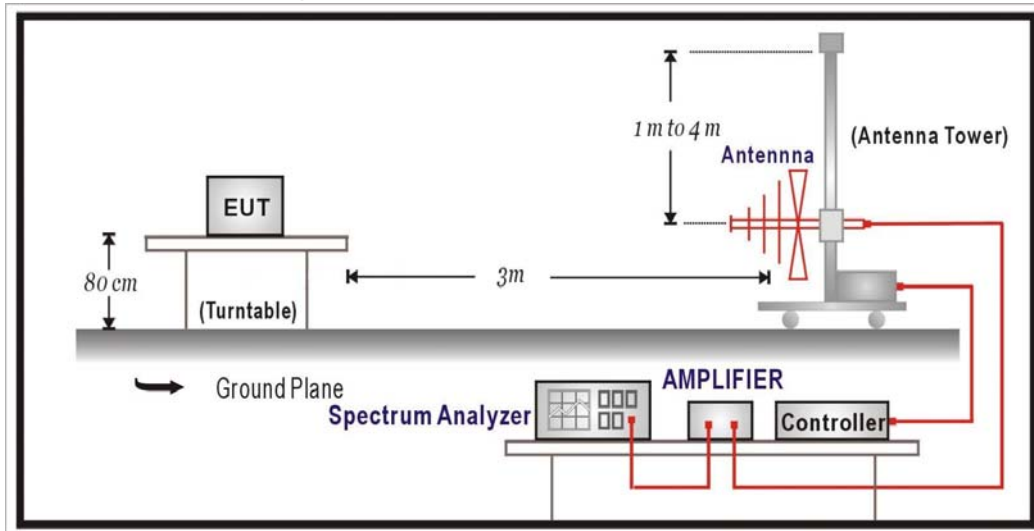 1 m to 4 m
(Antenna Tower)
Antennna
EUT
80 cm
3m
(Turntable)
Ground Plane
AMPLIFIER
Spectrum Analyzer
Controller